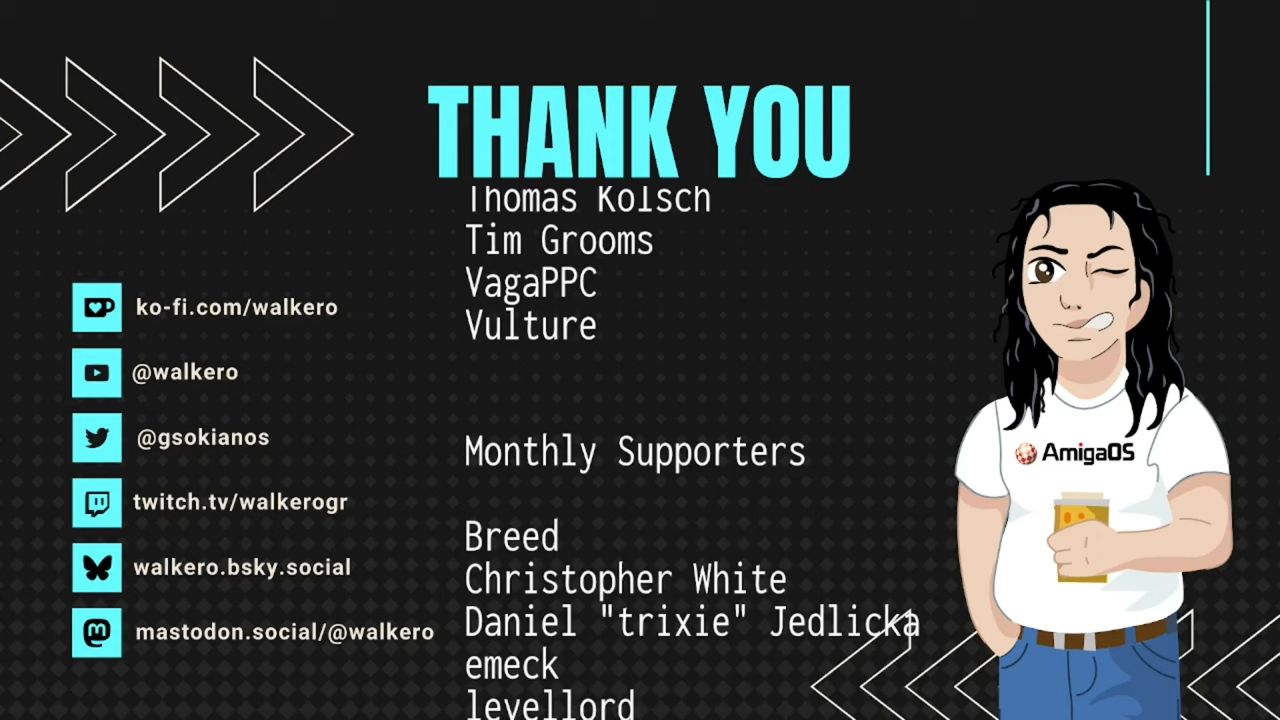 THANK YOU
Thomas Kolsch
Tim Grooms
VagaPPC
Vulture
Monthly Supporters
Breed
Christopher White
Daniel "trixie" Jedlicka
emeck
levellord
ko-fi.com/walkero
@walkero
@gsokianos
twitch.tv/walkerogr
walkero.bsky.social
mastodon.social/@walkero
AmigaOS